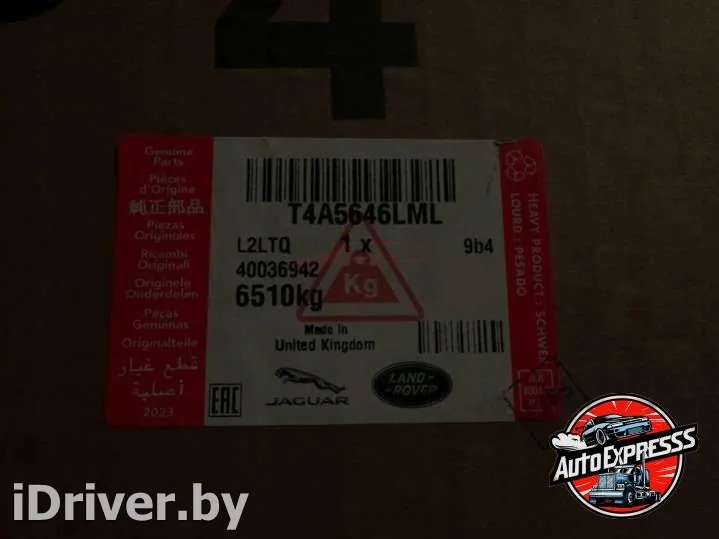 4
Genuine
Parts
Pièces
d'Origine
純正部品
Piezas
Originales
Ricambi
Originali
Originele
Onderdelen
Peças
Genuínas
Originalteile
قطع غيار
أصلية
2023
T4A5646LML
L2LTQ 1 x 9b4
40036942
6510kg
Kg
Made in
United Kingdom
EAC
JAGUAR
LAND-
ROVER
HEAVY PRODUCT: SCHWER
LOURD: PESADO
AUTOEXPRESSS
iDriver.by